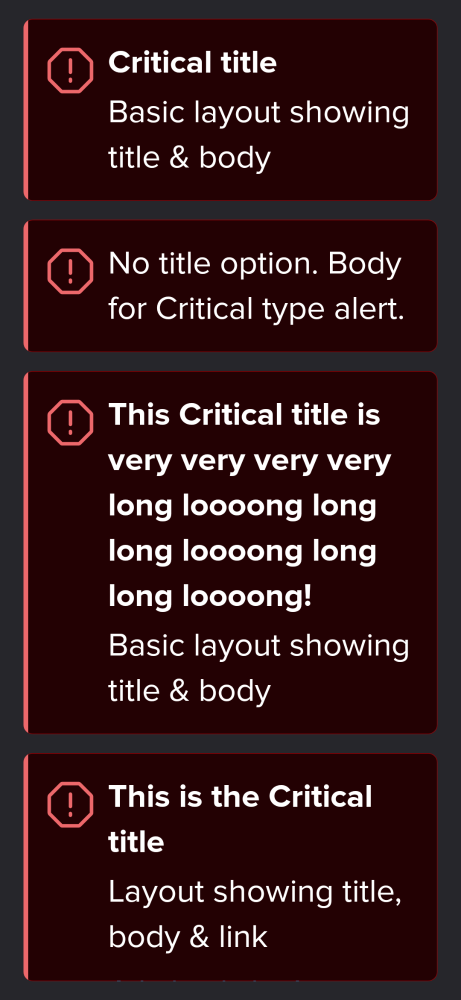 Critical title
Basic layout showing
title & body
No title option. Body
for Critical type alert.
This Critical title is
very very very very
long loooong long
long loooong long
long loooong!
Basic layout showing
title & body
This is the Critical
title
Layout showing title,
body & link